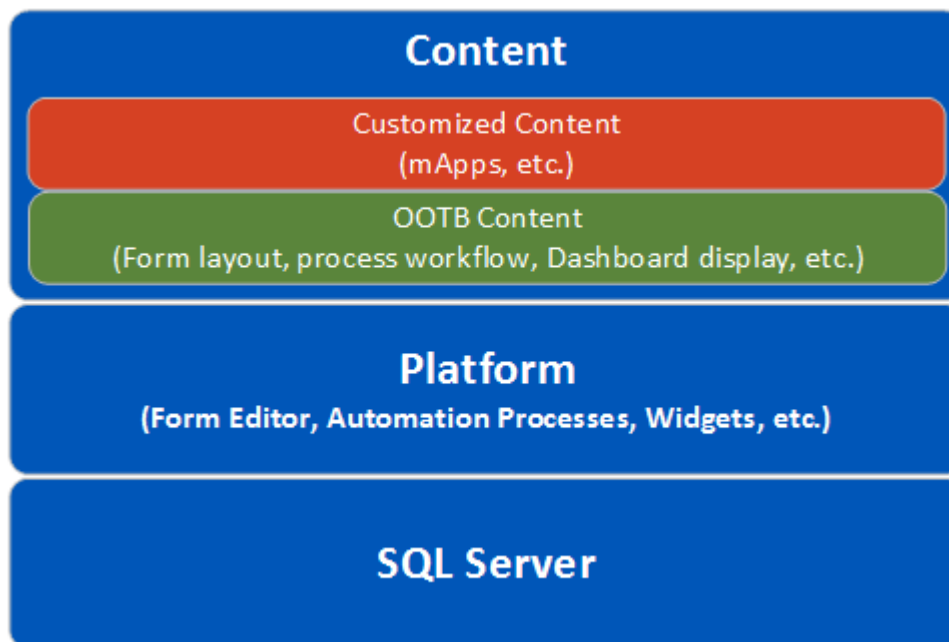 Content
Customized Content
(mApps, etc.)
OOTB Content
(Form layout, process workflow, Dashboard display, etc.)
Platform
(Form Editor, Automation Processes, Widgets, etc.)
SQL Server